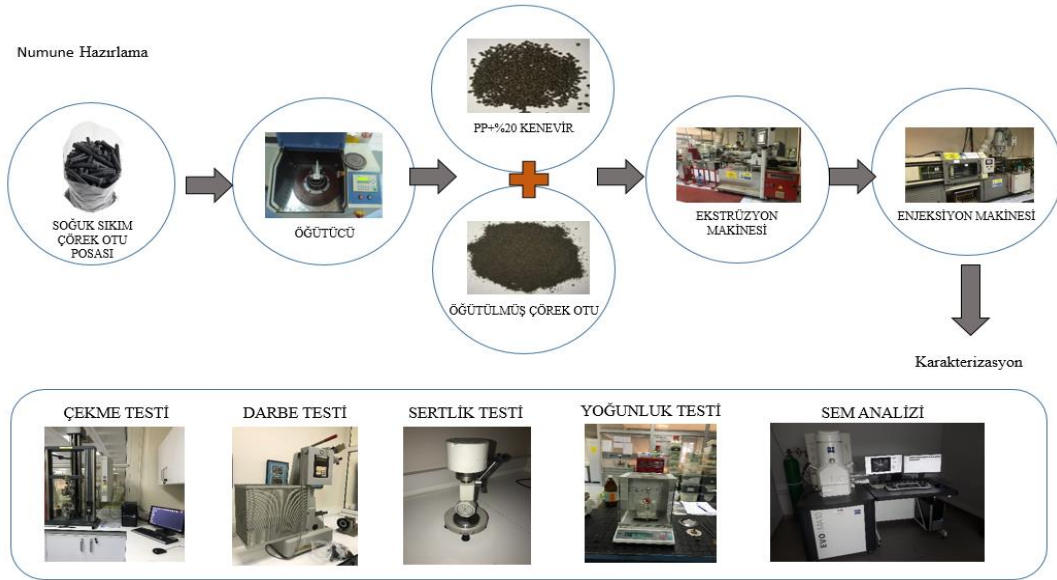 Numune Hazırlama
SOĞUK SIKIM
ÇÖREK OTU
POSASI
ÖĞÜTÜCÜ
PP+%20 KENEVİR
ÖĞÜTÜLMÜŞ ÇÖREK OTU
EKSTRÜZYON
MAKİNESİ
ENJEKSİYON MAKİNESİ
Karakterizasyon
ÇEKME TESTİ
DARBE TESTİ
SERTLİK TESTİ
YOĞUNLUK TESTİ
SEM ANALİZİ
EVO